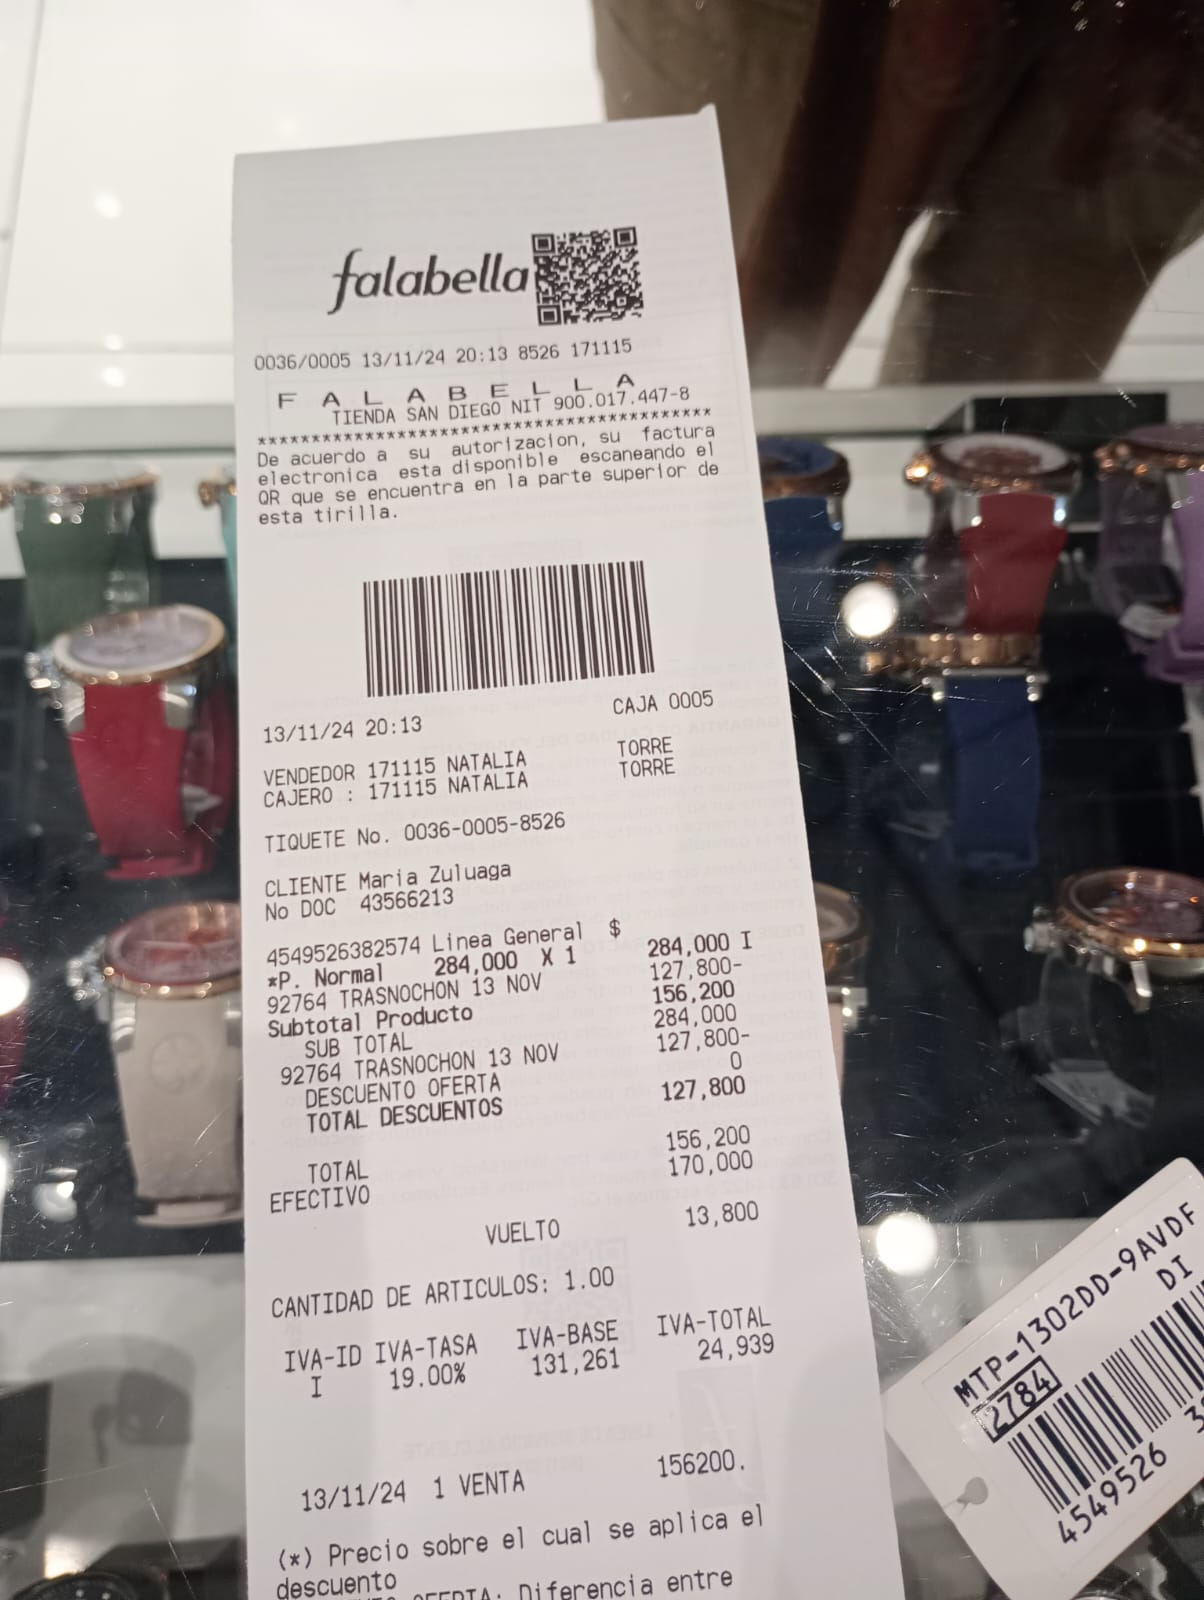 falabella
0036/0005 13/11/24 20:13 8526 171115
F A L A B E L L A
TIENDA SAN DIEGO NIT 900.017.447-8
******************************************
De acuerdo a su autorizacion, su factura
electronica esta disponible escaneando el
QR que se encuentra en la parte superior de
esta tirilla.
13/11/24 20:13 CAJA 0005
VENDEDOR 171115 NATALIA TORRE
CAJERO : 171115 NATALIA TORRE
TIQUETE No. 0036-0005-8526
CLIENTE Maria Zuluaga
No DOC 43566213
4549526382574 Linea General $
*P. Normal 284,000 X 1 284,000 I
92764 TRASNOCHON 13 NOV 127,800-
Subtotal Producto 156,200
SUB TOTAL 284,000
92764 TRASNOCHON 13 NOV 127,800-
DESCUENTO OFERTA 0
TOTAL DESCUENTOS 127,800
TOTAL 156,200
EFECTIVO 170,000
VUELTO 13,800
CANTIDAD DE ARTICULOS: 1.00
IVA-ID IVA-TASA IVA-BASE IVA-TOTAL
I 19.00% 131,261 24,939
13/11/24 1 VENTA 156200.
(*) Precio sobre el cual se aplica el
descuento
OFERTA: Diferencia entre
MTP-1302DD-9AVDF
DI
2784
4549526